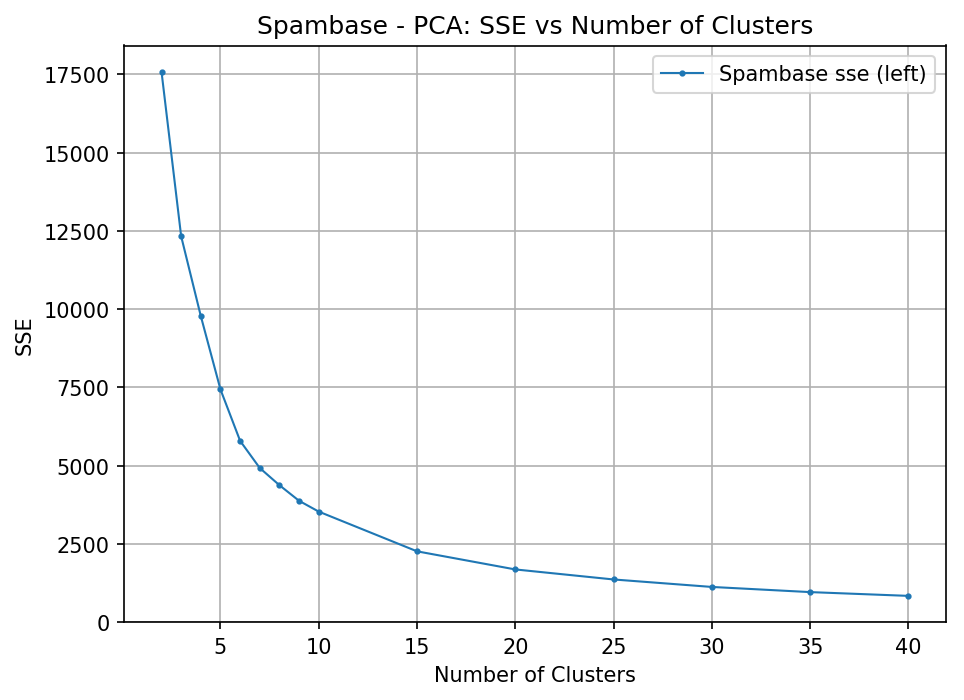 Spambase - PCA: SSE vs Number of Clusters
Spambase sse (left)
17500
15000
12500
10000
7500
5000
2500
0
SSE
5 10 15 20 25 30 35 40
Number of Clusters